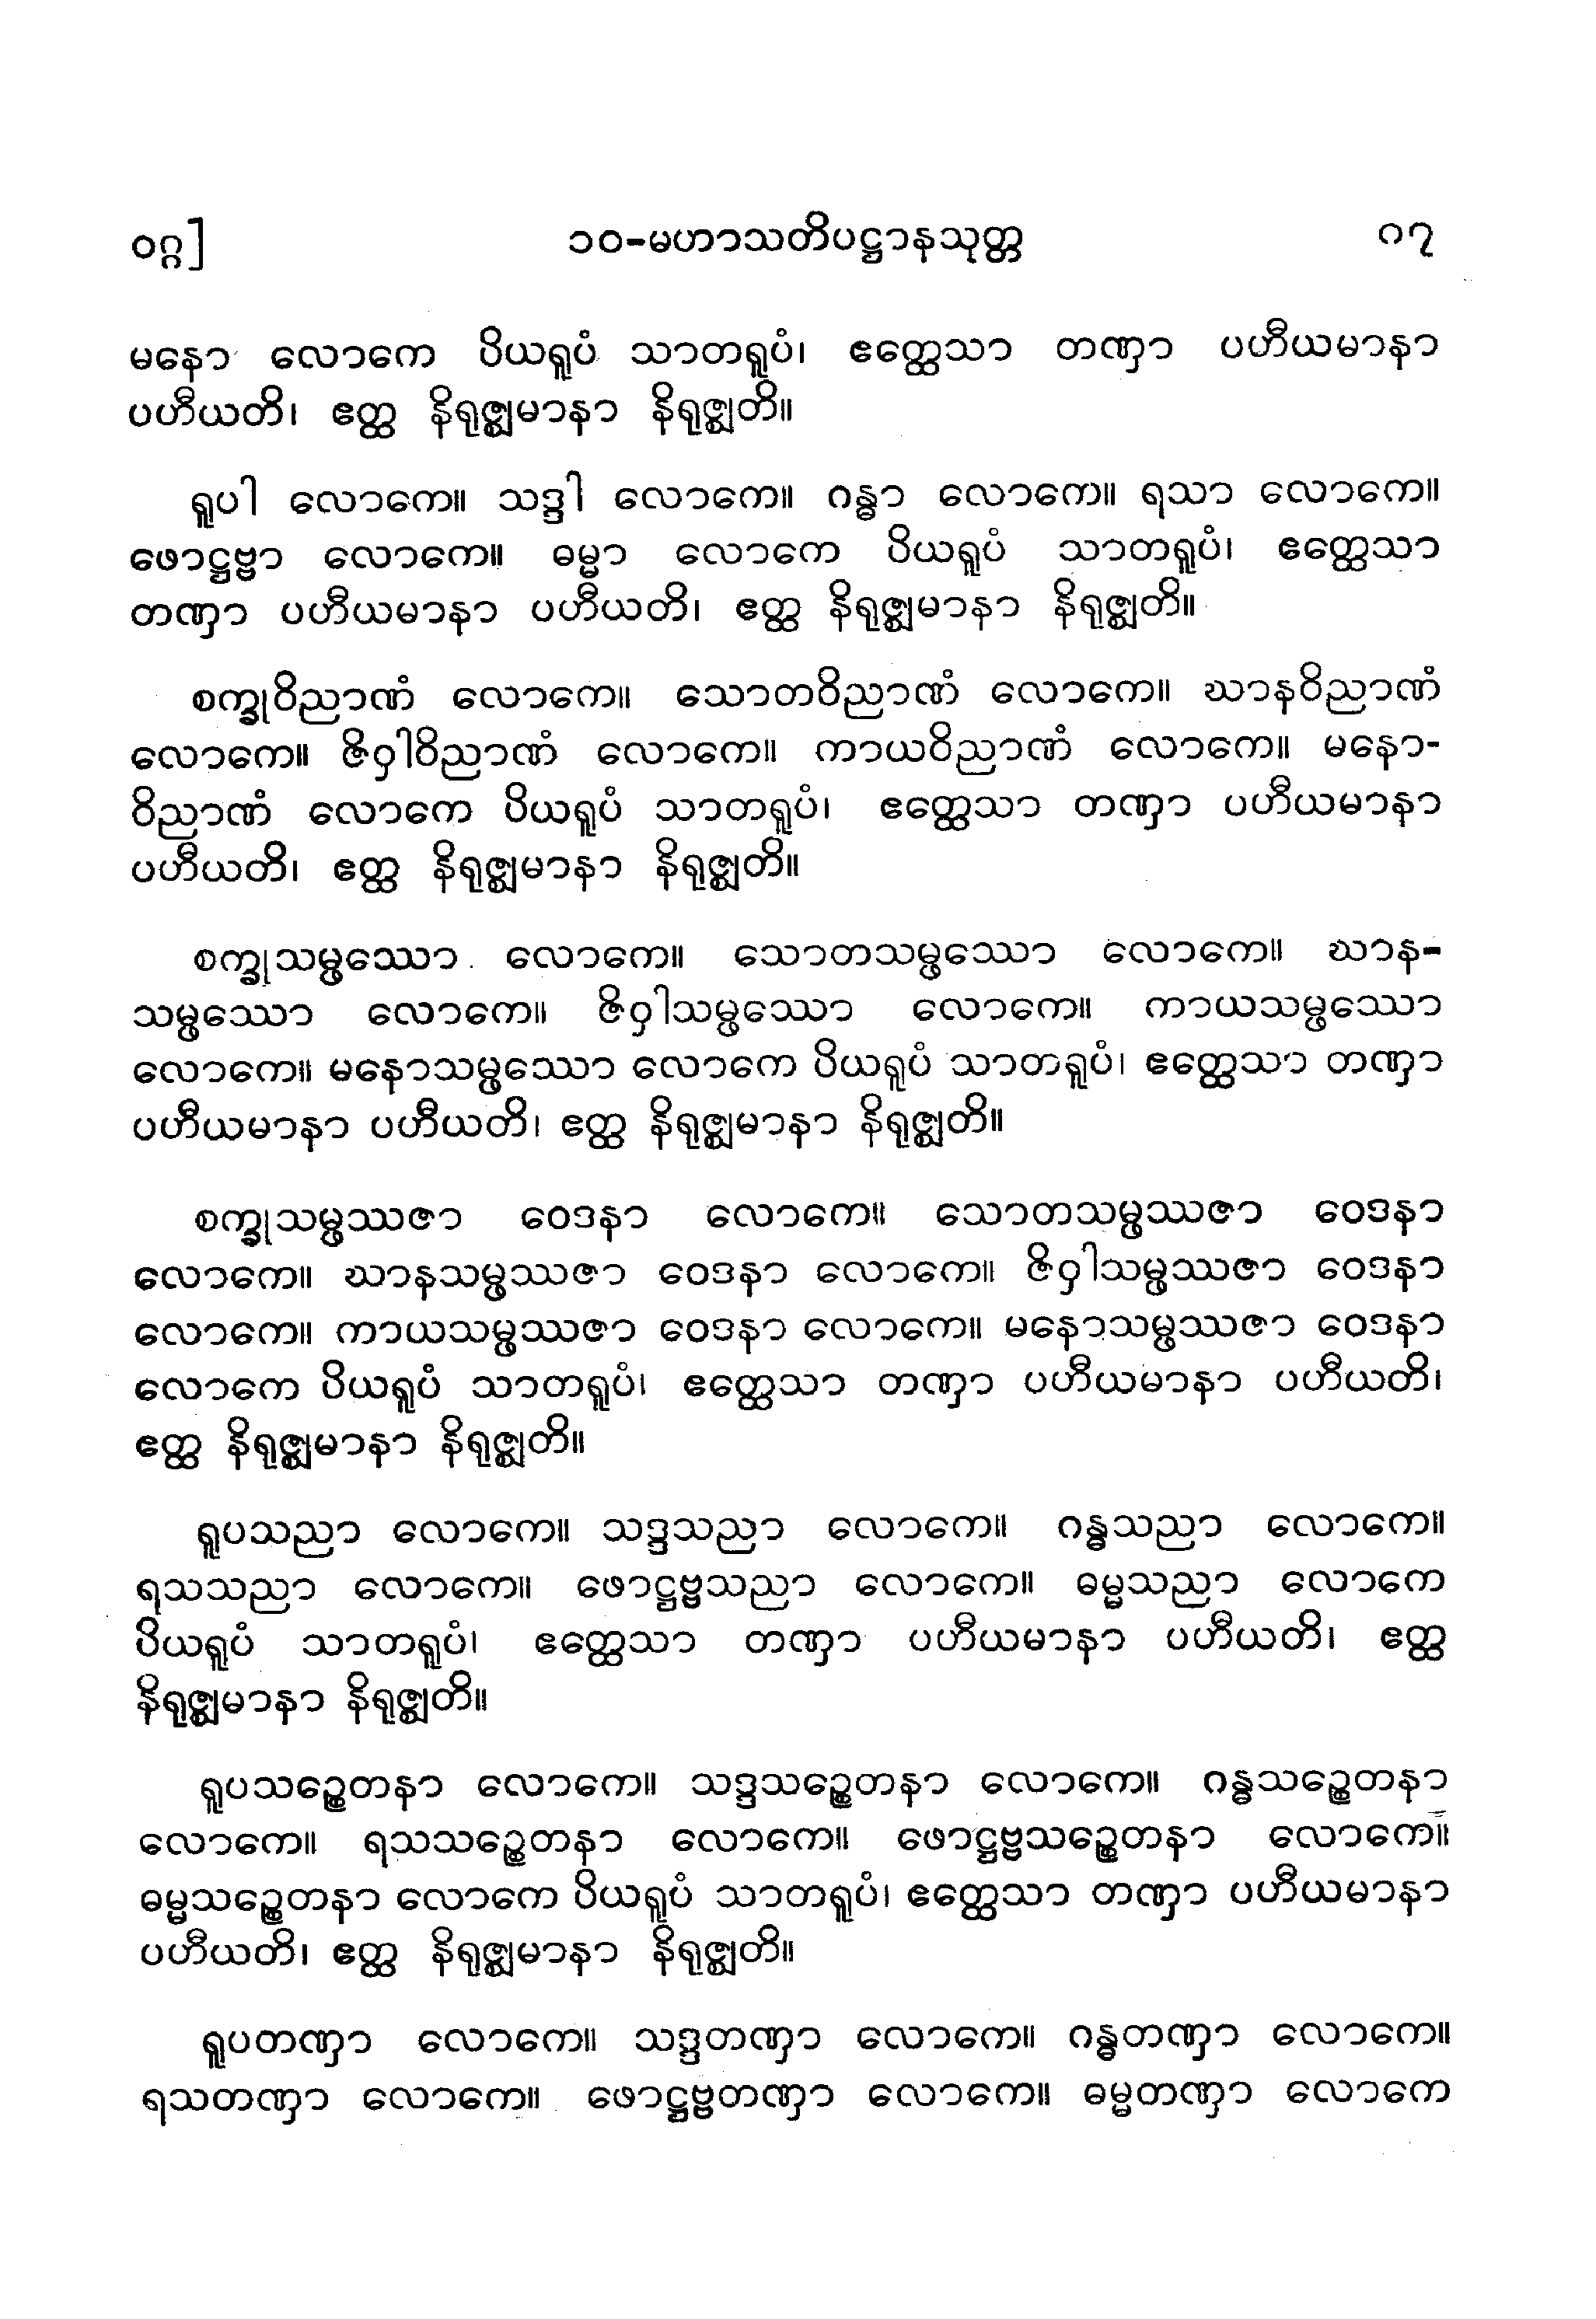 ဝဂ္ဂ] ၁၀-မဟာသတိပဋ္ဌာနသုတ္တ ၈၇
မနော လောကေ ပိယရူပံ သာတရူပံ၊ ဧတ္ထေသာ တဏှာ ပဟီယမာနာ
ပဟီယတိ၊ ဧတ္ထ နိရုဇ္ဈမာနာ နိရုဇ္ဈတိ။
ရူပါ လောကေ။ သဒ္ဒါ လောကေ။ ဂန္ဓာ လောကေ။ ရသာ လောကေ။
ဖောဋ္ဌဗ္ဗာ လောကေ။ ဓမ္မာ လောကေ ပိယရူပံ သာတရူပံ၊ ဧတ္ထေသာ
တဏှာ ပဟီယမာနာ ပဟီယတိ၊ ဧတ္ထ နိရုဇ္ဈမာနာ နိရုဇ္ဈတိ။
စက္ခုဝိညာဏံ လောကေ။ သောတဝိညာဏံ လောကေ။ ဃာနဝိညာဏံ
လောကေ။ ဇိဝှါဝိညာဏံ လောကေ။ ကာယဝိညာဏံ လောကေ။ မနော-
ဝိညာဏံ လောကေ ပိယရူပံ သာတရူပံ၊ ဧတ္ထေသာ တဏှာ ပဟီယမာနာ
ပဟီယတိ၊ ဧတ္ထ နိရုဇ္ဈမာနာ နိရုဇ္ဈတိ။
စက္ခုသမ္ဖဿော လောကေ။ သောတသမ္ဖဿော လောကေ။ ဃာန-
သမ္ဖဿော လောကေ။ ဇိဝှါသမ္ဖဿော လောကေ။ ကာယသမ္ဖဿော
လောကေ။ မနောသမ္ဖဿော လောကေ ပိယရူပံ သာတရူပံ၊ ဧတ္ထေသာ တဏှာ
ပဟီယမာနာ ပဟီယတိ၊ ဧတ္ထ နိရုဇ္ဈမာနာ နိရုဇ္ဈတိ။
စက္ခုသမ္ဖဿဇာ ဝေဒနာ လောကေ။ သောတသမ္ဖဿဇာ ဝေဒနာ
လောကေ။ ဃာနသမ္ဖဿဇာ ဝေဒနာ လောကေ။ ဇိဝှါသမ္ဖဿဇာ ဝေဒနာ
လောကေ။ ကာယသမ္ဖဿဇာ ဝေဒနာ လောကေ။ မနောသမ္ဖဿဇာ ဝေဒနာ
လောကေ ပိယရူပံ သာတရူပံ၊ ဧတ္ထေသာ တဏှာ ပဟီယမာနာ ပဟီယတိ၊
ဧတ္ထ နိရုဇ္ဈမာနာ နိရုဇ္ဈတိ။
ရူပသညာ လောကေ။ သဒ္ဒသညာ လောကေ။ ဂန္ဓသညာ လောကေ။
ရသသညာ လောကေ။ ဖောဋ္ဌဗ္ဗသညာ လောကေ။ ဓမ္မသညာ လောကေ
ပိယရူပံ သာတရူပံ၊ ဧတ္ထေသာ တဏှာ ပဟီယမာနာ ပဟီယတိ၊ ဧတ္ထ
နိရုဇ္ဈမာနာ နိရုဇ္ဈတိ။
ရူပသဉ္စေတနာ လောကေ။ သဒ္ဒသဉ္စေတနာ လောကေ။ ဂန္ဓသဉ္စေတနာ
လောကေ။ ရသသဉ္စေတနာ လောကေ။ ဖောဋ္ဌဗ္ဗသဉ္စေတနာ လောကေ။
ဓမ္မသဉ္စေတနာ လောကေ ပိယရူပံ သာတရူပံ၊ ဧတ္ထေသာ တဏှာ ပဟီယမာနာ
ပဟီယတိ၊ ဧတ္ထ နိရုဇ္ဈမာနာ နိရုဇ္ဈတိ။
ရူပတဏှာ လောကေ။ သဒ္ဒတဏှာ လောကေ။ ဂန္ဓတဏှာ လောကေ။
ရသတဏှာ လောကေ။ ဖောဋ္ဌဗ္ဗတဏှာ လောကေ။ ဓမ္မတဏှာ လောကေ